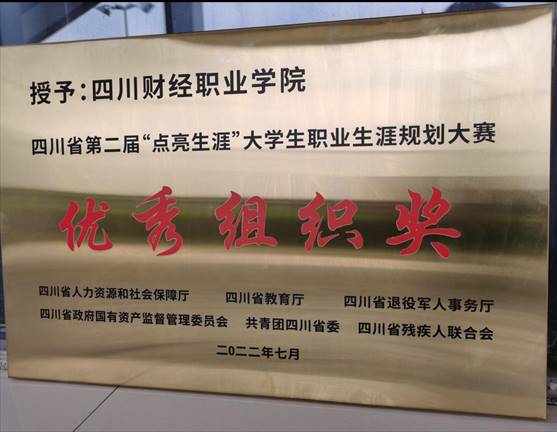 授予：四川财经职业学院
四川省第二届“点亮生涯”大学生职业生涯规划大赛
优秀组织奖
四川省人力资源和社会保障厅 四川省教育厅 四川省退役军人事务厅
四川省政府国有资产监督管理委员会 共青团四川省委 四川省残疾人联合会
二〇二二年七月